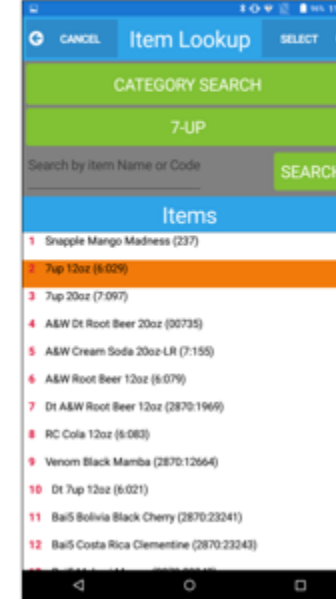 96%
CANCEL Item Lookup SELECT
CATEGORY SEARCH
7-UP
Search by item Name or Code
SEARCH
Items
1 Snapple Mango Madness (237)
2 7up 12oz (6:029)
3 7up 20oz (7:097)
4 A&W Dt Root Beer 20oz (00735)
5 A&W Cream Soda 20oz-LR (7:155)
6 A&W Root Beer 12oz (6:079)
7 Dt A&W Root Beer 12oz (2870:1969)
8 RC Cola 12oz (6:083)
9 Venom Black Mamba (2870:12664)
10 Dt 7up 12oz (6:021)
11 Bai5 Bolivia Black Cherry (2870:23241)
12 Bai5 Costa Rica Clementine (2870:23243)